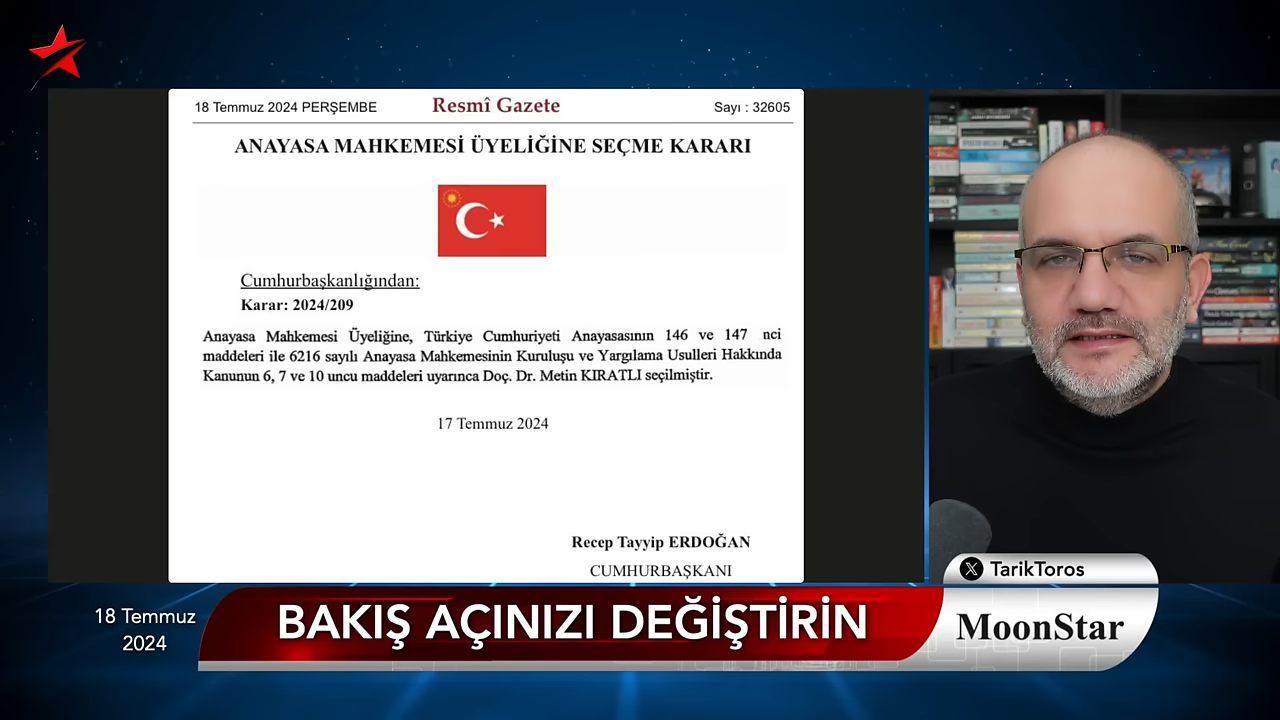 18 Temmuz 2024 PERŞEMBE
Resmî Gazete
Sayı : 32605
ANAYASA MAHKEMESİ ÜYELİĞİNE SEÇME KARARI
Cumhurbaşkanlığından:
Karar: 2024/209
Anayasa Mahkemesi Üyeliğine, Türkiye Cumhuriyeti Anayasasının 146 ve 147 nci
maddeleri ile 6216 sayılı Anayasa Mahkemesinin Kuruluşu ve Yargılama Usulleri Hakkında
Kanunun 6, 7 ve 10 uncu maddeleri uyarınca Doç. Dr. Metin KIRATLI seçilmiştir.
17 Temmuz 2024
Recep Tayyip ERDOĞAN
CUMHURBAŞKANI
TarikToros
18 Temmuz
2024
BAKIŞ AÇINIZI DEĞİŞTİRİN
MoonStar